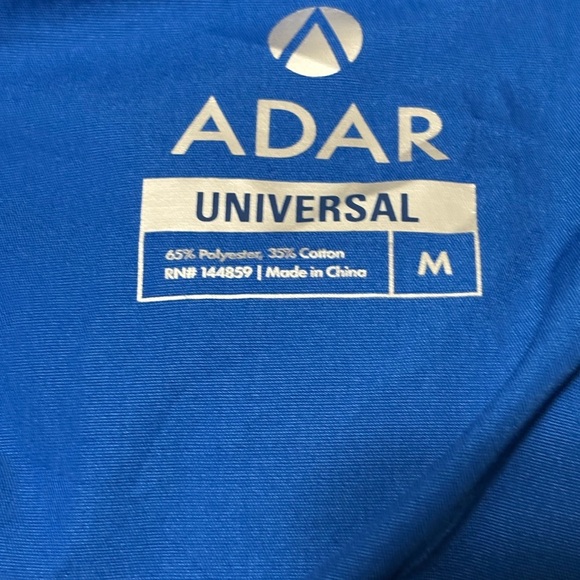 ADAR
UNIVERSAL
65% Polyester, 35% Cotton
RN# 144859 | Made in China
M